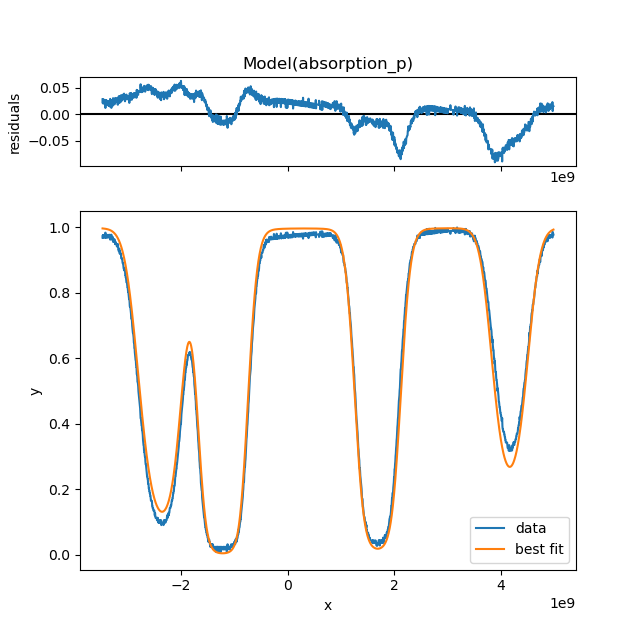 Model(absorption_p)
residuals
0.05
0.00
−0.05
1e9
y
1.0
0.8
0.6
0.4
0.2
0.0
data
best fit
−2
0
2
4
x
1e9